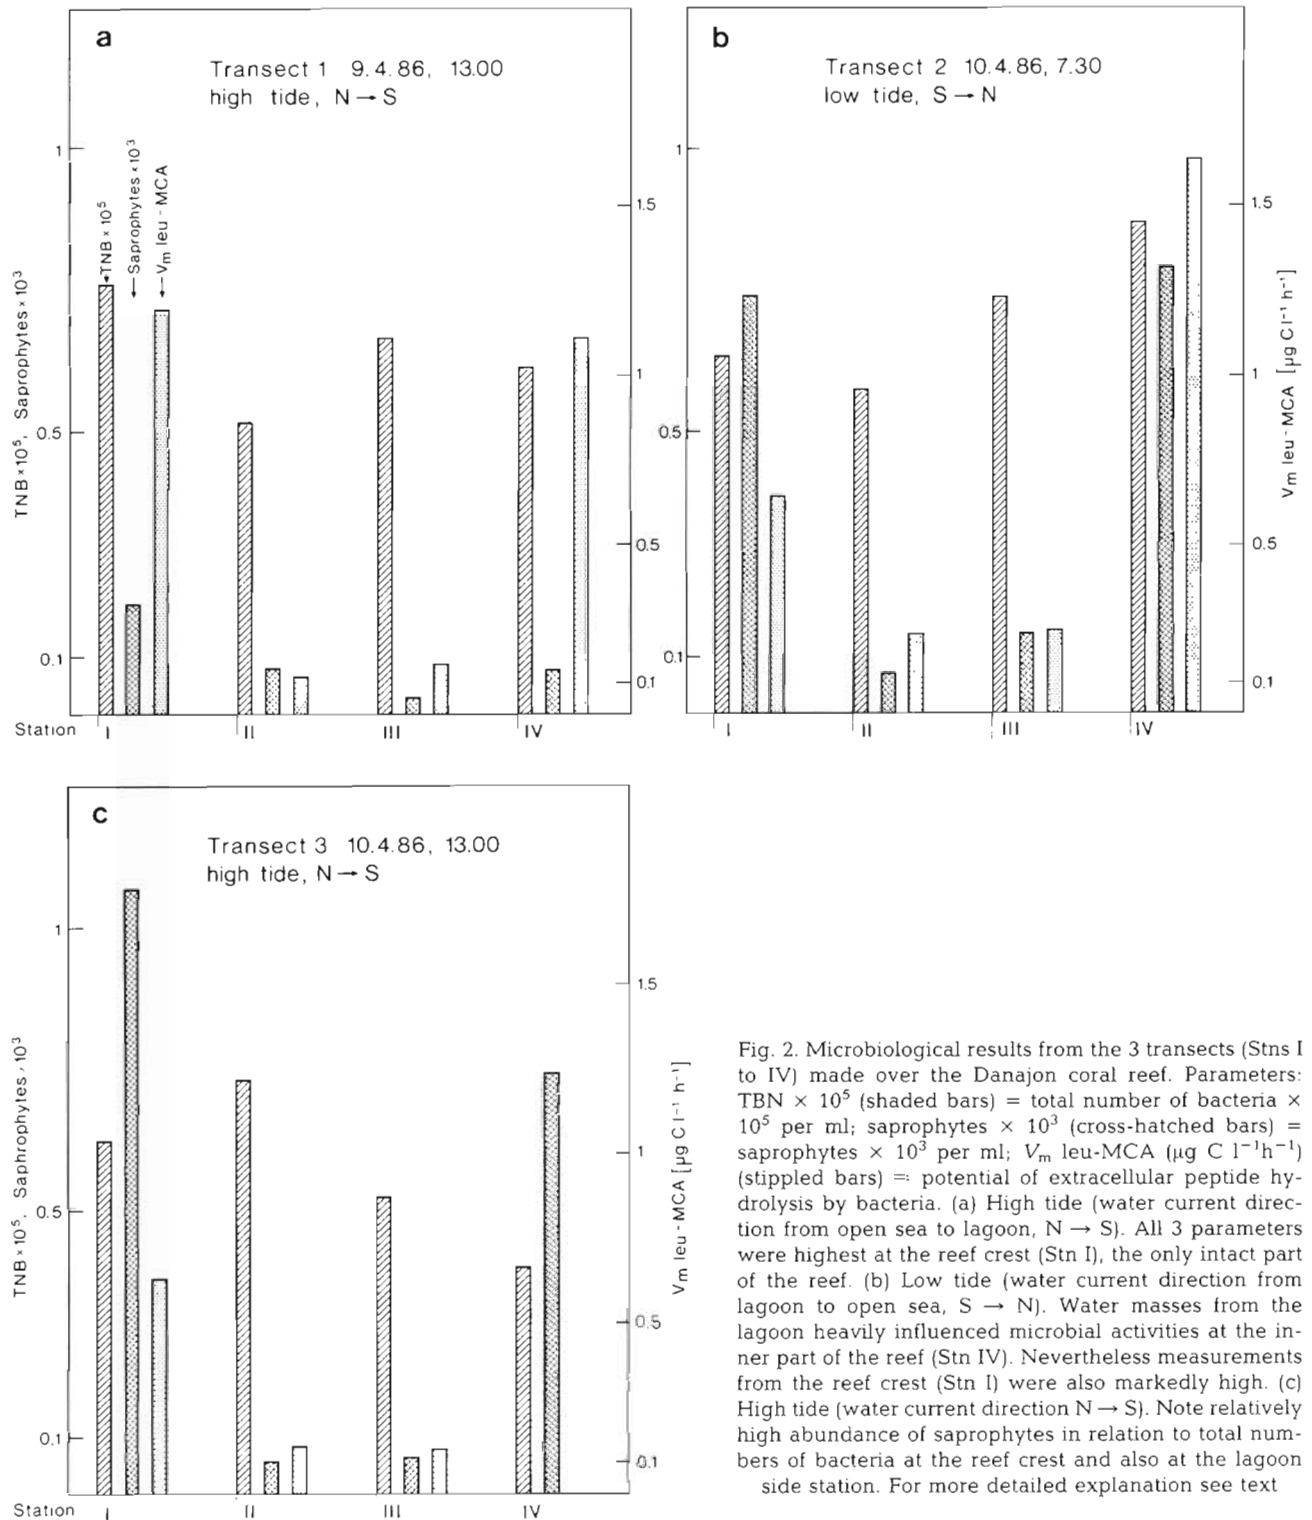 a
Transect 1 9.4.86, 13.00
high tide, N → S
TNB × 10⁵
Saprophytes × 10³
Vm leu - MCA
1
0.5
0.1
1.5
1
0.5
0.1
TNB × 10⁵, Saprophytes × 10³
Station I II III IV
b
Transect 2 10.4.86, 7.30
low tide, S → N
1
0.5
0.1
1.5
1
0.5
0.1
Vm leu - MCA [µg C l⁻¹ h⁻¹]
I II III IV
c
Transect 3 10.4.86, 13.00
high tide, N → S
1
0.5
0.1
1.5
1
0.5
0.1
TNB × 10⁵, Saphrophytes · 10³
Vm leu - MCA [µg C l⁻¹ h⁻¹]
Station I II III IV
Fig. 2. Microbiological results from the 3 transects (Stns I
to IV) made over the Danajon coral reef. Parameters:
TBN × 10⁵ (shaded bars) = total number of bacteria ×
10⁵ per ml; saprophytes × 10³ (cross-hatched bars) =
saprophytes × 10³ per ml; Vm leu-MCA (µg C l⁻¹h⁻¹)
(stippled bars) = potential of extracellular peptide hy-
drolysis by bacteria. (a) High tide (water current direc-
tion from open sea to lagoon, N → S). All 3 parameters
were highest at the reef crest (Stn I), the only intact part
of the reef. (b) Low tide (water current direction from
lagoon to open sea, S → N). Water masses from the
lagoon heavily influenced microbial activities at the in-
ner part of the reef (Stn IV). Nevertheless measurements
from the reef crest (Stn I) were also markedly high. (c)
High tide (water current direction N → S). Note relatively
high abundance of saprophytes in relation to total num-
bers of bacteria at the reef crest and also at the lagoon
side station. For more detailed explanation see text